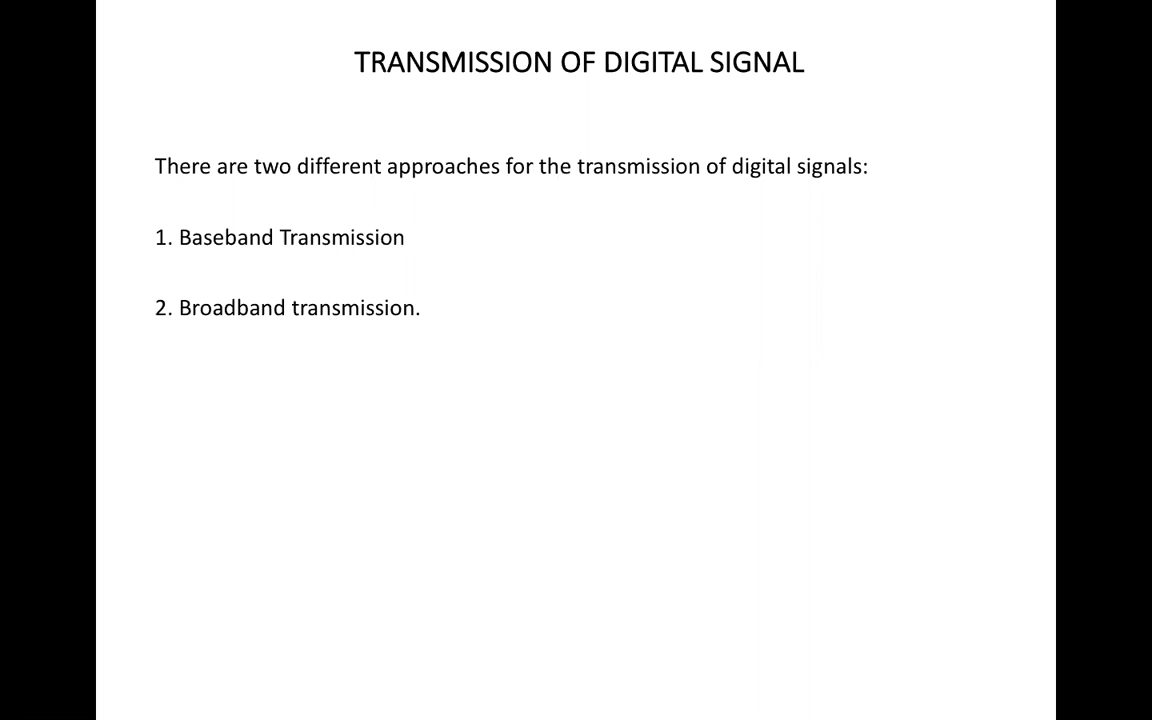 TRANSMISSION OF DIGITAL SIGNAL
There are two different approaches for the transmission of digital signals:
1. Baseband Transmission
2. Broadband transmission.